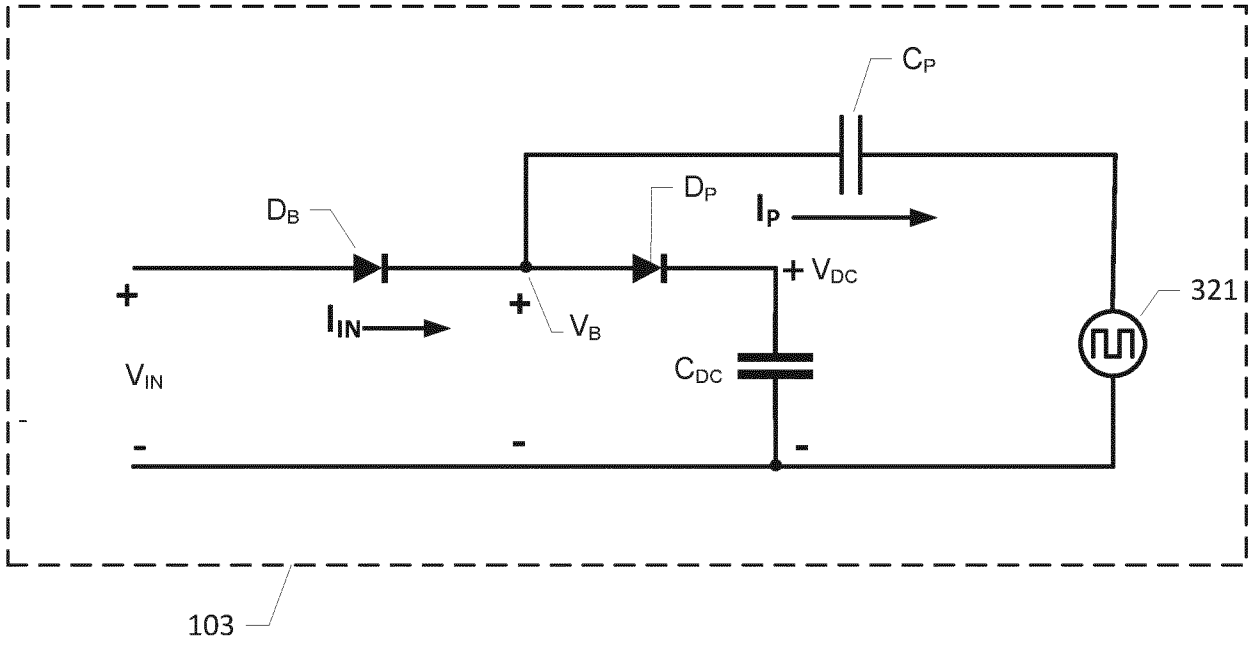 C_P
D_P
D_B
I_P
+ V_DC
321
+
I_IN
+
V_B
C_DC
V_IN
-
-
-
-
103